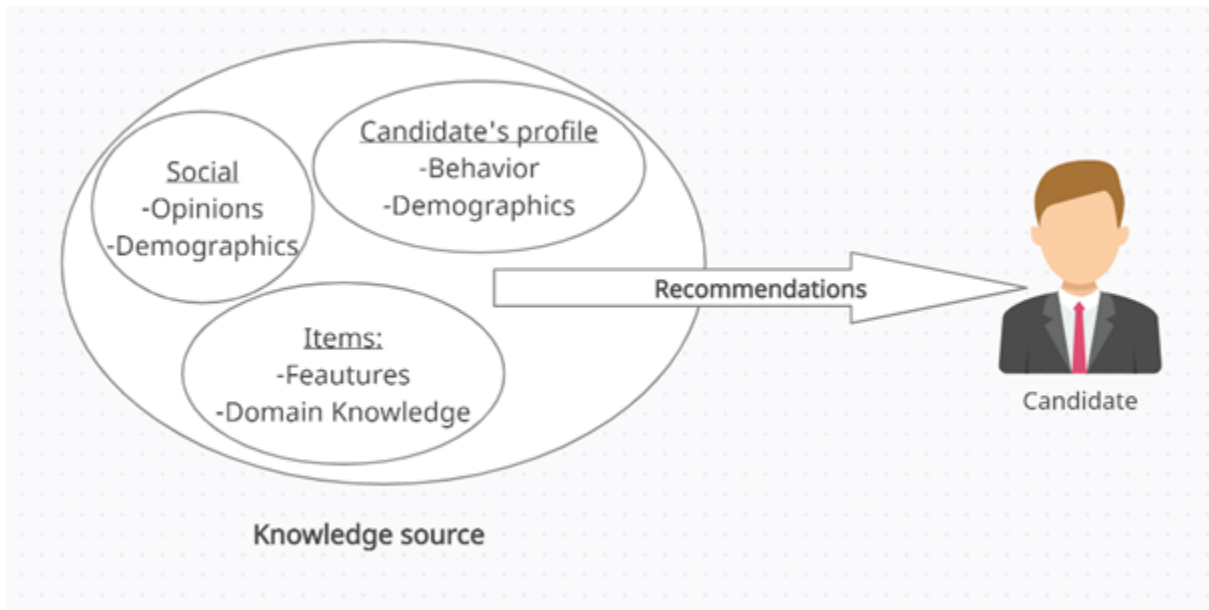 Social
-Opinions
-Demographics
Candidate's profile
-Behavior
-Demographics
Items:
-Feautures
-Domain Knowledge
Recommendations
Candidate
Knowledge source